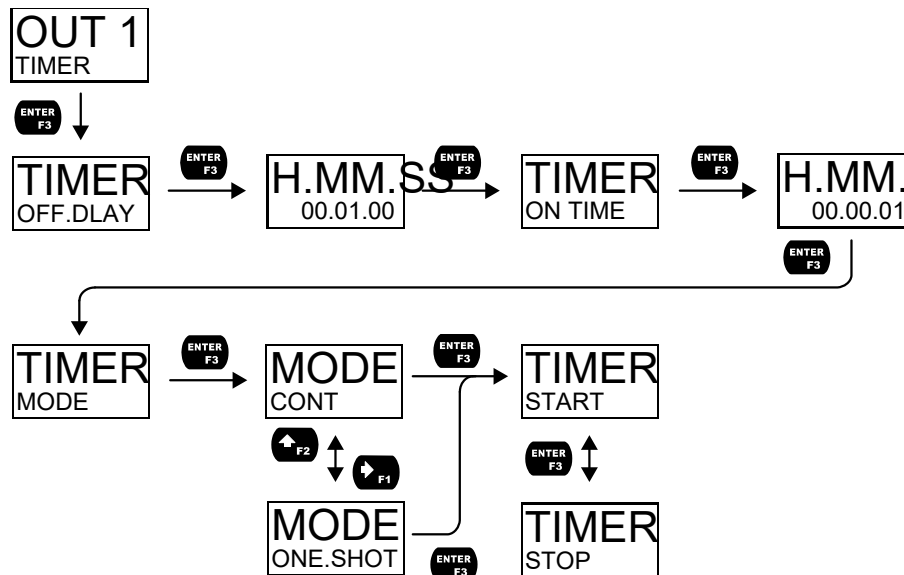 OUT 1
TIMER
ENTER
F3
TIMER
OFF.DLAY
ENTER
F3
H.MM.SS
00.01.00
ENTER
F3
TIMER
ON TIME
ENTER
F3
H.MM.
00.00.01
ENTER
F3
TIMER
MODE
ENTER
F3
MODE
CONT
ENTER
F3
TIMER
START
F2
F1
ENTER
F3
MODE
ONE.SHOT
ENTER
F3
TIMER
STOP